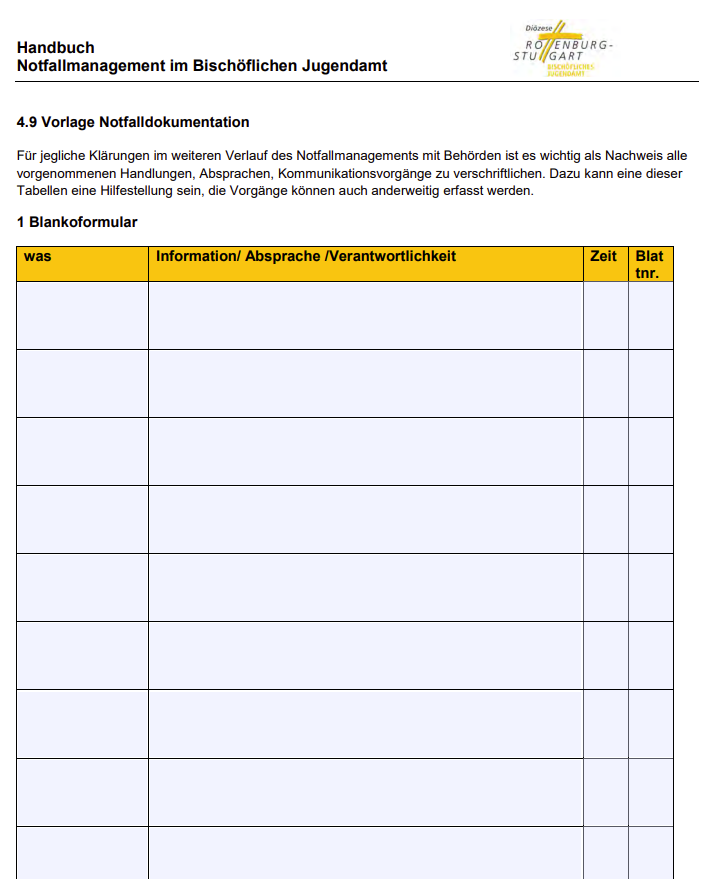 Handbuch
Notfallmanagement im Bischöflichen Jugendamt
Diözese
ROTTENBURG-
STUTTGART
BISCHÖFLICHES
JUGENDAMT
4.9 Vorlage Notfalldokumentation
Für jegliche Klärungen im weiteren Verlauf des Notfallmanagements mit Behörden ist es wichtig als Nachweis alle
vorgenommenen Handlungen, Absprachen, Kommunikationsvorgänge zu verschriftlichen. Dazu kann eine dieser
Tabellen eine Hilfestellung sein, die Vorgänge können auch anderweitig erfasst werden.
1 Blankoformular
was
Information/ Absprache /Verantwortlichkeit
Zeit
Blat
tnr.